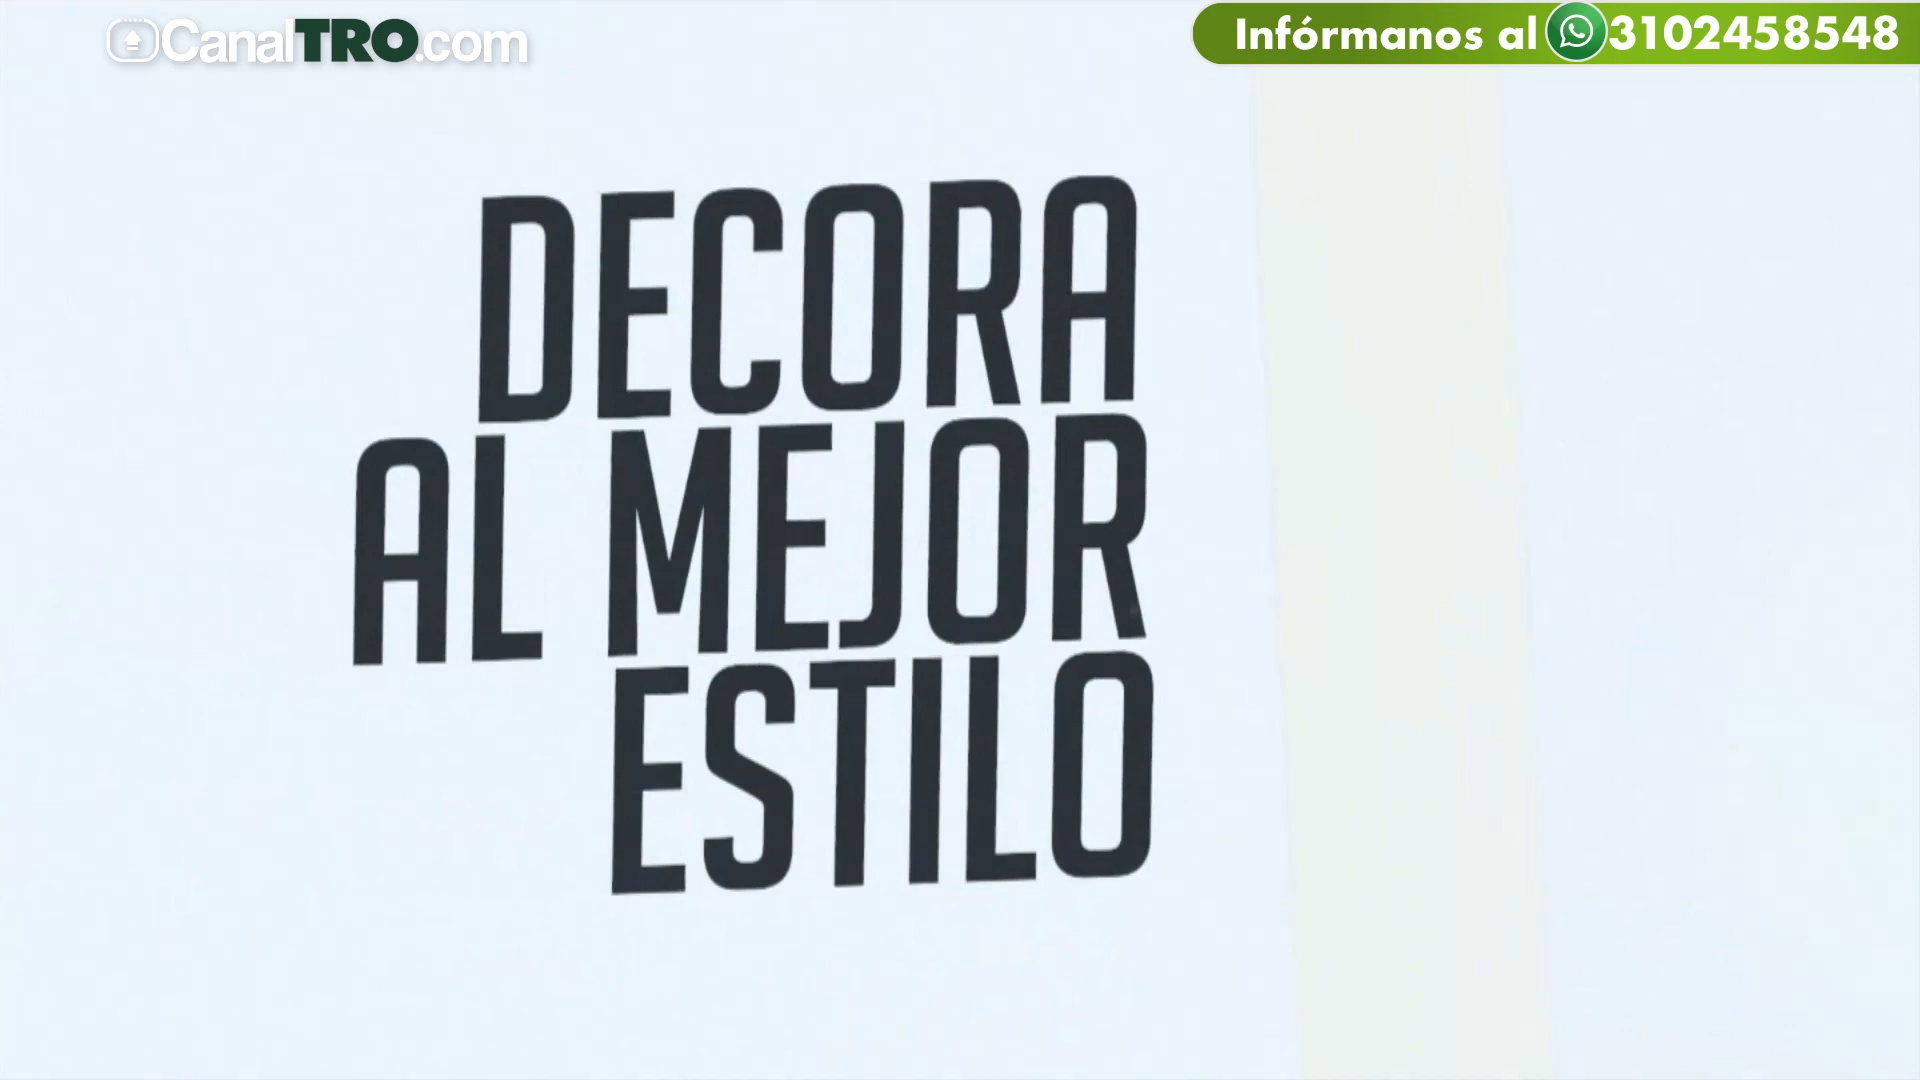 CanalTRO.com
Infórmanos al 3102458548
DECORA
AL MEJOR
ESTILO